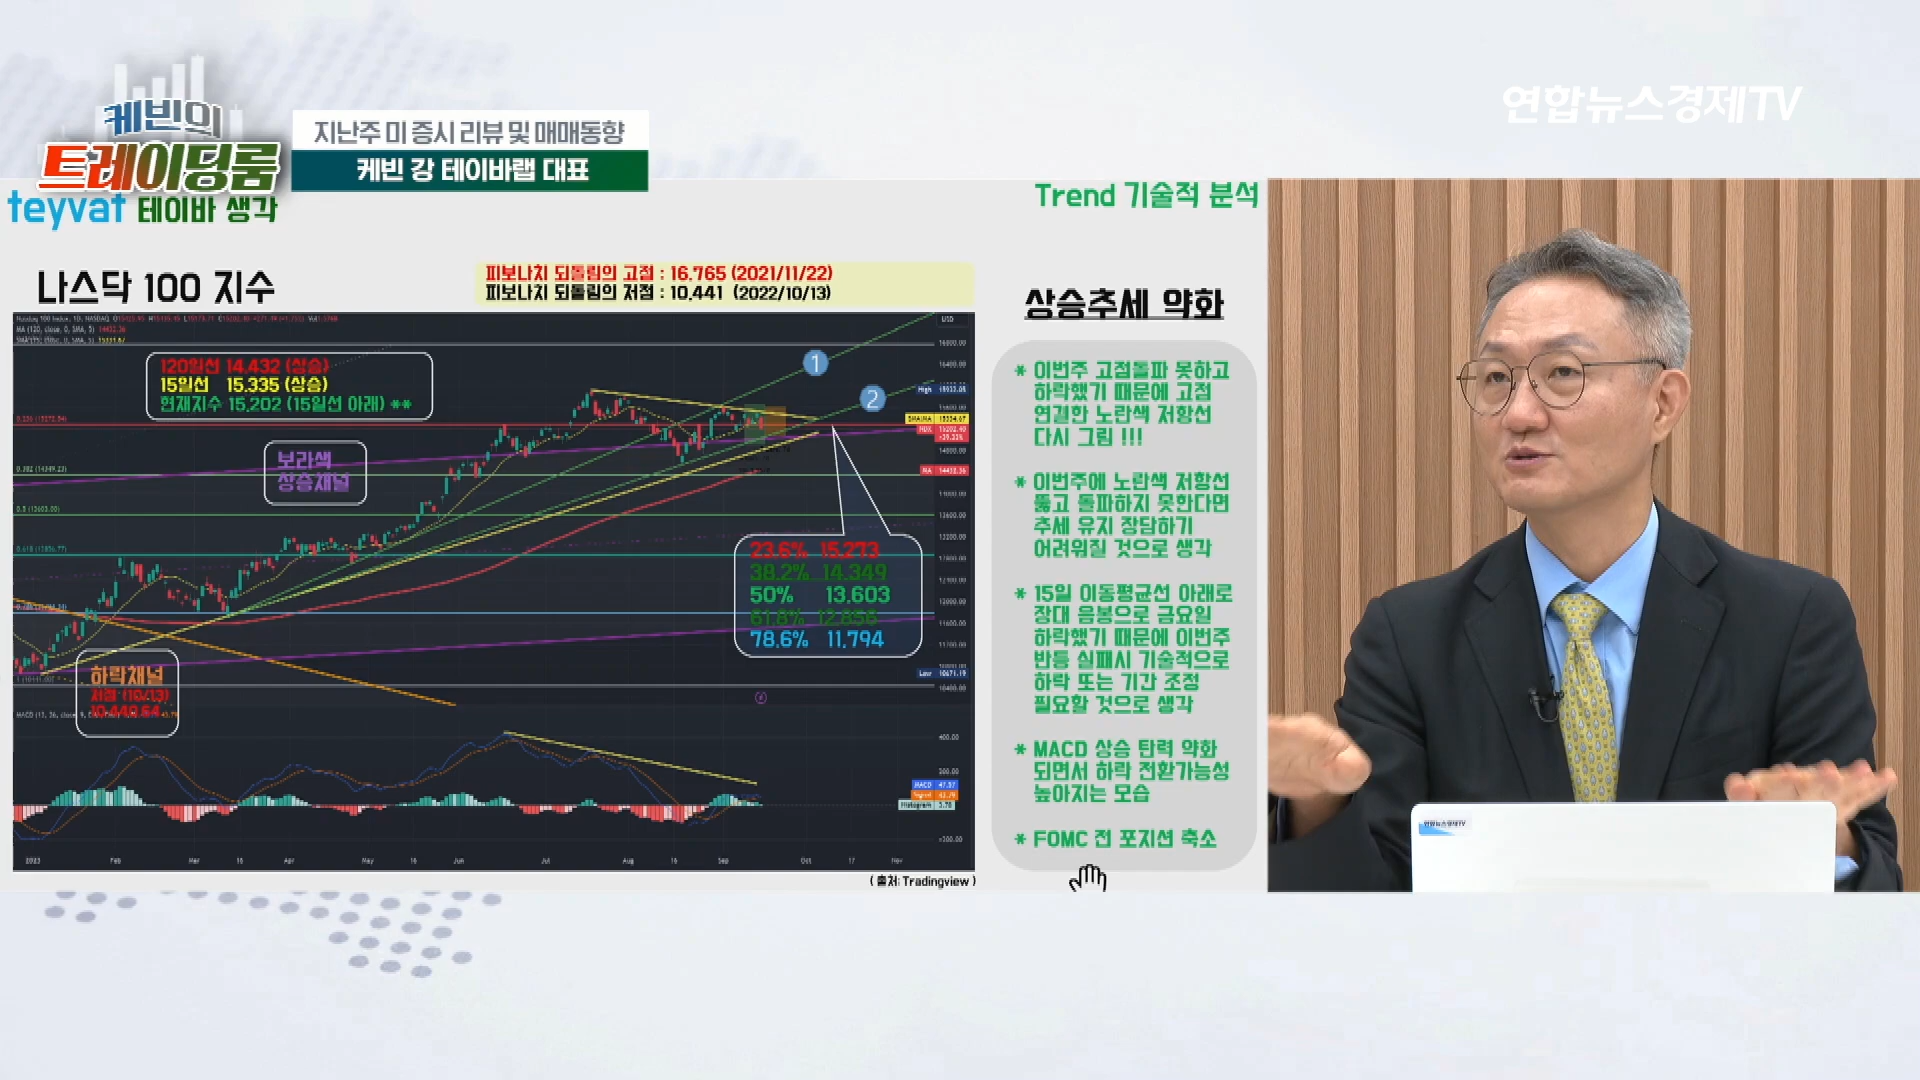 케빈의
트레이딩룸
지난주 미 증시 리뷰 및 매매동향
케빈 강 테이바랩 대표
연합뉴스경제TV
teyvat 테이바 생각
Trend 기술적 분석
나스닥 100 지수
피보나치 되돌림의 고점 : 16,765 (2021/11/22)
피보나치 되돌림의 저점 : 10,441 (2022/10/13)
120일선 14,432 (상승)
15일선 15,335 (상승)
현재지수 15,202 (15일선 아래) **
1
2
보라색
상승채널
23.6% 15,273
38.2% 14,349
50% 13,603
61.8% 12,856
78.6% 11,794
하락채널
저점 (10/13)
10,440.64
상승추세 약화
* 이번주 고점돌파 못하고
하락했기 때문에 고점
연결한 노란색 저항선
다시 그림 !!!
* 이번주에 노란색 저항선
뚫고 돌파하지 못한다면
추세 유지 장담하기
어려워질 것으로 생각
* 15일 이동평균선 아래로
장대 음봉으로 금요일
하락했기 때문에 이번주
반등 실패시 기술적으로
하락 또는 기간 조정
필요할 것으로 생각
* MACD 상승 탄력 약화
되면서 하락 전환가능성
높아지는 모습
* FOMC 전 포지션 축소
( 출처: Tradingview )
연합뉴스경제TV